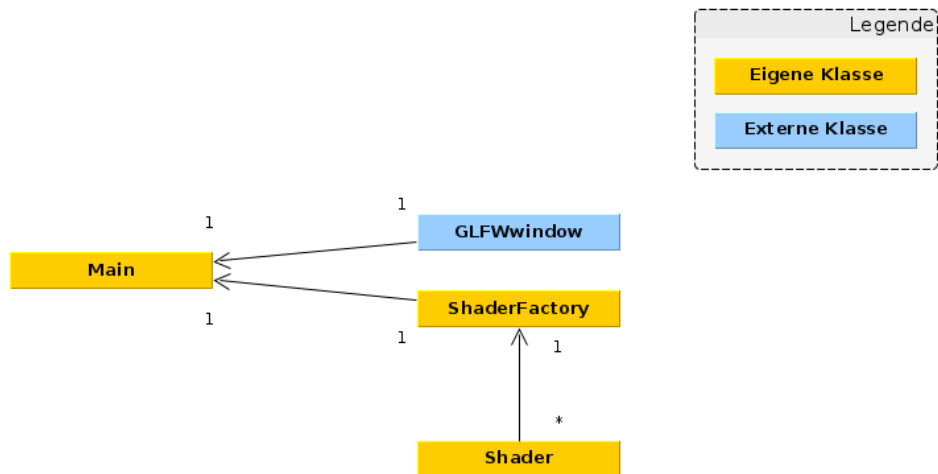 Legende
Eigene Klasse
Externe Klasse
1
1
GLFWwindow
Main
ShaderFactory
1
1
1
*
Shader